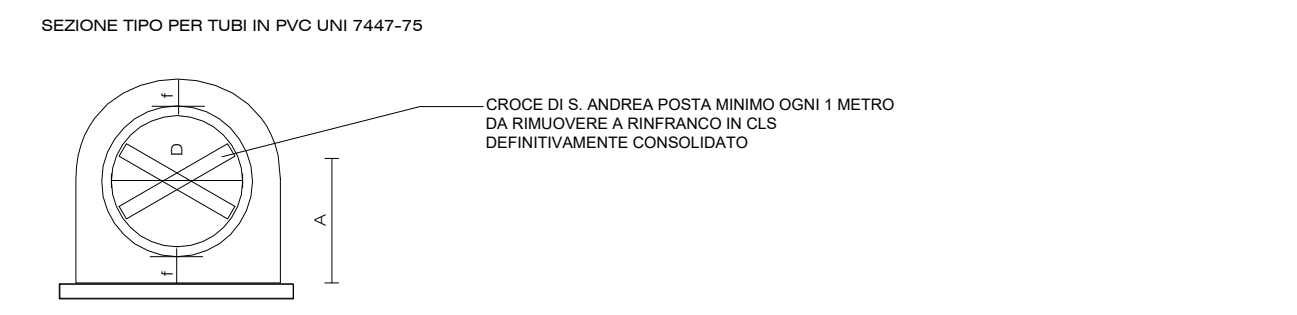 SEZIONE TIPO PER TUBI IN PVC UNI 7447-75
f
CROCE DI S. ANDREA POSTA MINIMO OGNI 1 METRO
DA RIMUOVERE A RINFRANCO IN CLS
DEFINITIVAMENTE CONSOLIDATO
D
A
f